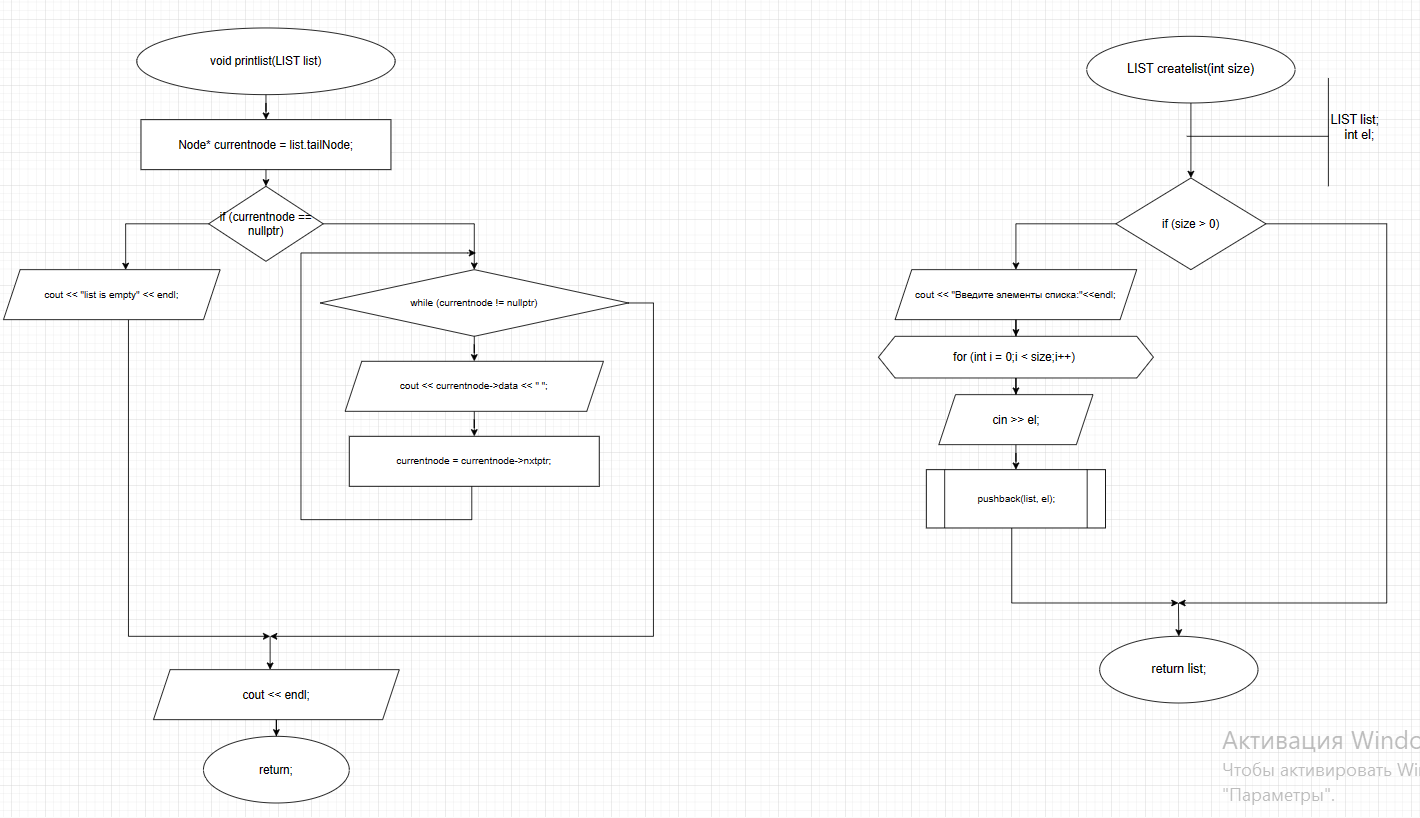 void printlist(LIST list)
Node* currentnode = list.tailNode;
if (currentnode ==
nullptr)
cout << "list is empty" << endl;
while (currentnode != nullptr)
cout << currentnode->data << " ";
currentnode = currentnode->nxtptr;
cout << endl;
return;
LIST createlist(int size)
LIST list;
int el;
if (size > 0)
cout << "Введите элементы списка:"<<endl;
for (int i = 0;i < size;i++)
cin >> el;
pushback(list, el);
return list;
Активация Windo
Чтобы активировать Wi
"Параметры".